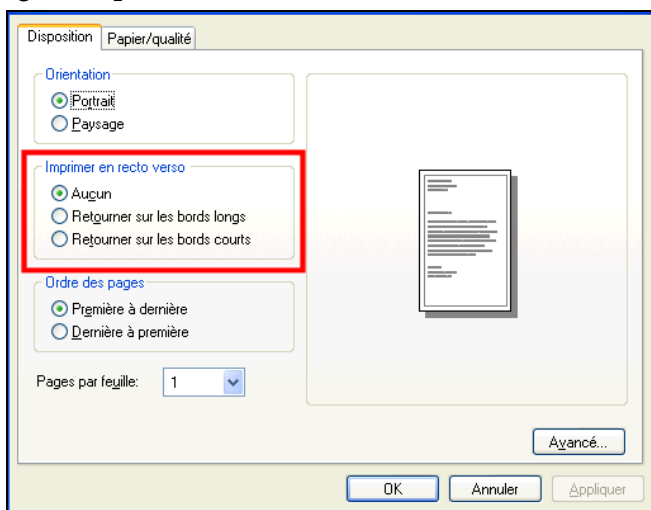 Disposition
Papier/qualité
Orientation
Portrait
Paysage
Imprimer en recto verso
Aucun
Retourner sur les bords longs
Retourner sur les bords courts
Ordre des pages
Première à dernière
Dernière à première
Pages par feuille: 1
Avancé...
OK
Annuler
Appliquer